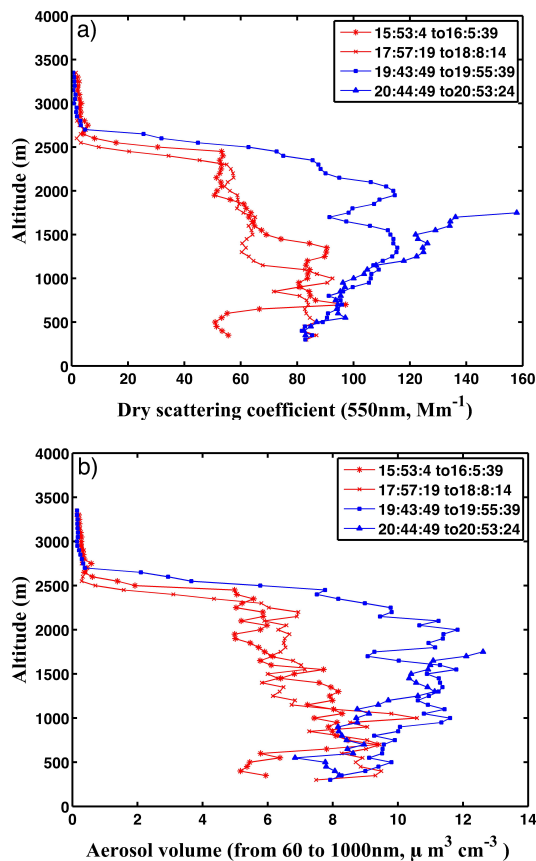 a)
15:53:4 to16:5:39
17:57:19 to18:8:14
19:43:49 to19:55:39
20:44:49 to20:53:24
4000
3500
3000
2500
2000
1500
1000
500
0
Altitude (m)
0 20 40 60 80 100 120 140 160
Dry scattering coefficient (550nm, Mm⁻¹)
b)
15:53:4 to16:5:39
17:57:19 to18:8:14
19:43:49 to19:55:39
20:44:49 to20:53:24
4000
3500
3000
2500
2000
1500
1000
500
0
Altitude (m)
0 2 4 6 8 10 12 14
Aerosol volume (from 60 to 1000nm, μ m³ cm⁻³)